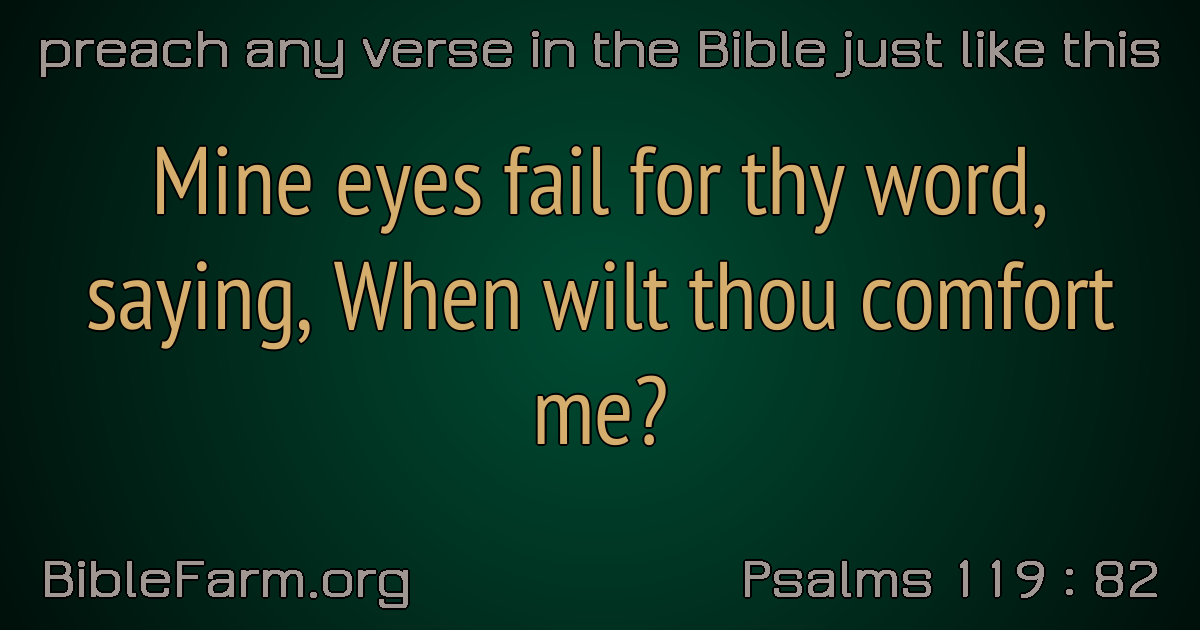 preach any verse in the Bible just like this
Mine eyes fail for thy word,
saying, When wilt thou comfort
me?
BibleFarm.org
Psalms 119 : 82